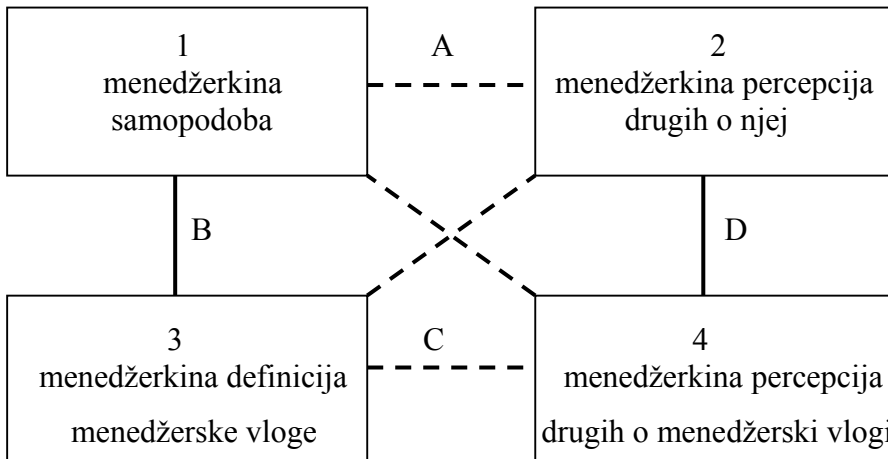 1
menedžerkina
samopodoba
A
2
menedžerkina percepcija
drugih o njej
B
D
3
menedžerkina definicija
menedžerske vloge
C
4
menedžerkina percepcija
drugih o menedžerski vlogi